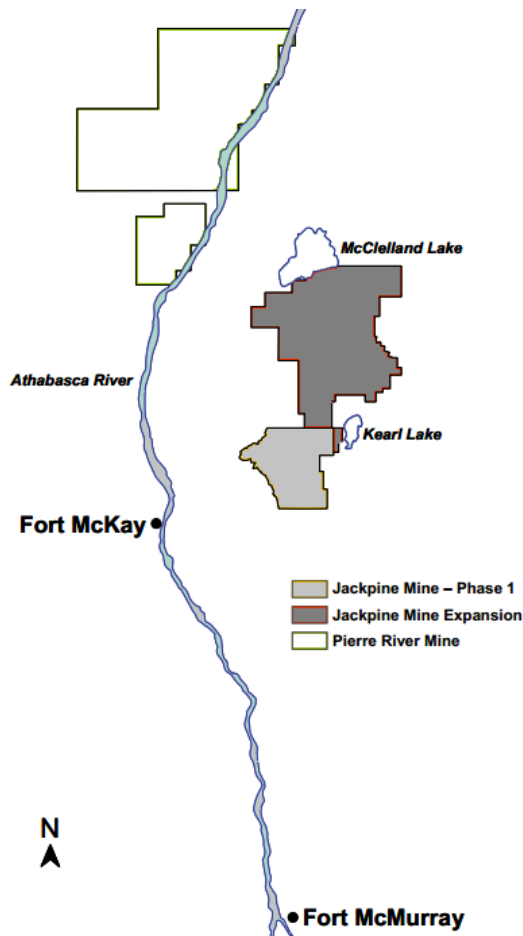 McClelland Lake
Athabasca River
Kearl Lake
Fort McKay
Jackpine Mine – Phase 1
Jackpine Mine Expansion
Pierre River Mine
N
Fort McMurray